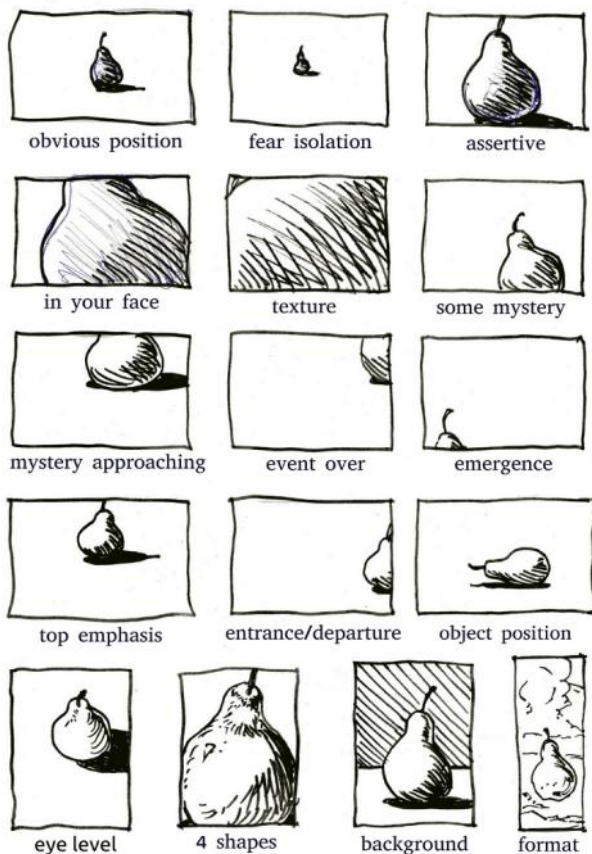 obvious position
fear isolation
assertive
in your face
texture
some mystery
mystery approaching
event over
emergence
top emphasis
entrance/departure
object position
eye level
4 shapes
background
format